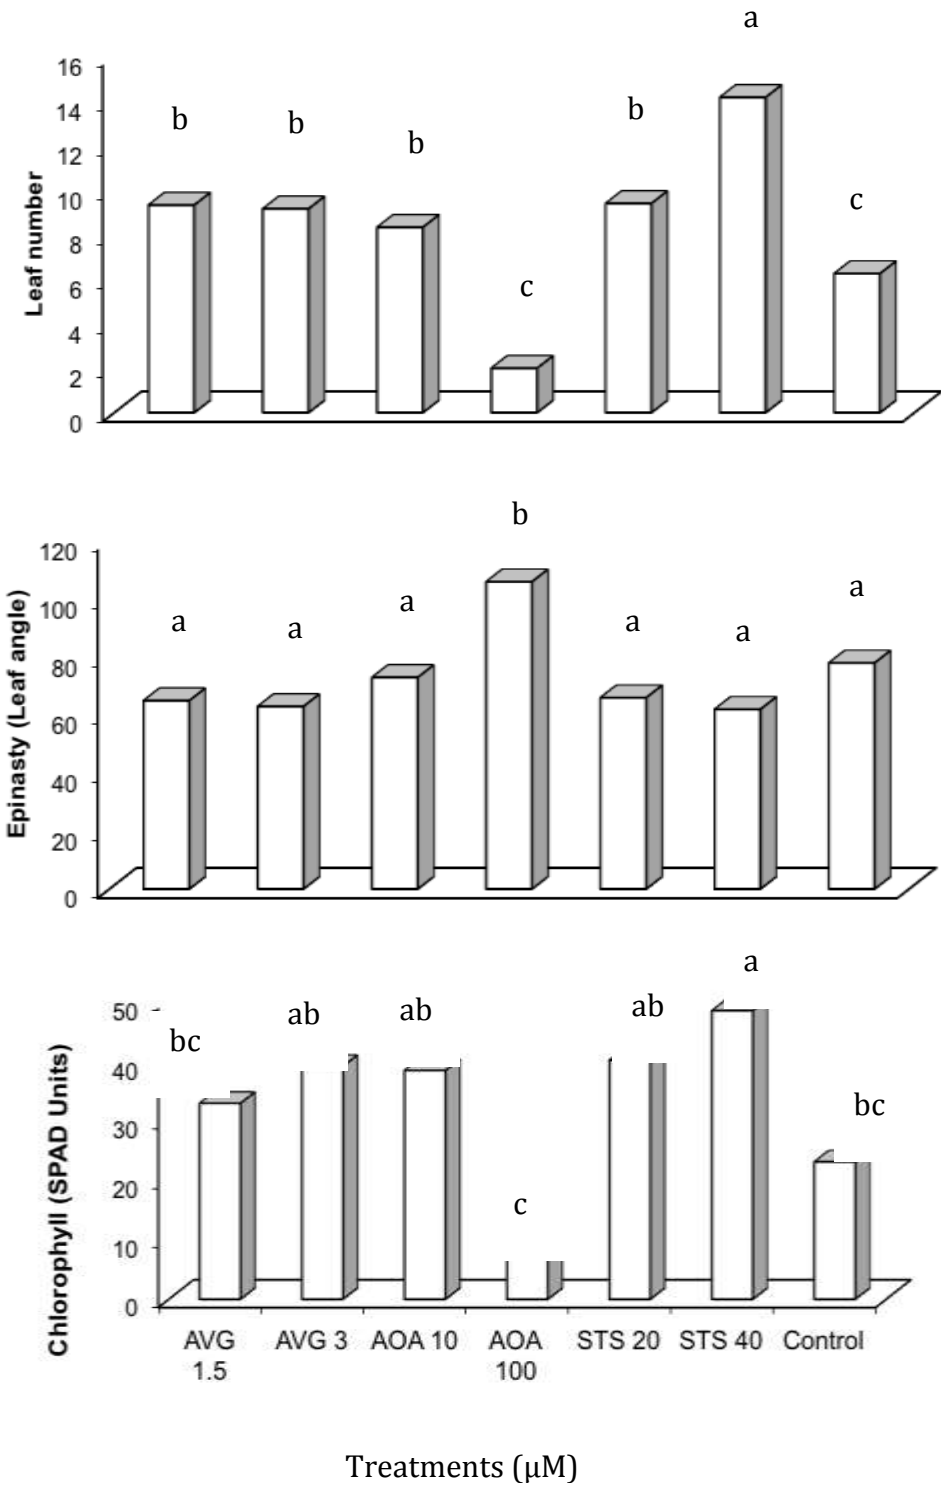 a
16
14
12
10
8
6
4
2
0
Leaf number
b
b
b
c
b
c
b
120
100
80
60
40
20
0
Epinasty (Leaf angle)
a
a
a
a
a
a
a
50
40
30
20
10
0
Chlorophyll (SPAD Units)
bc
ab
ab
c
ab
bc
AVG 1.5
AVG 3
AOA 10
AOA 100
STS 20
STS 40
Control
Treatments (µM)